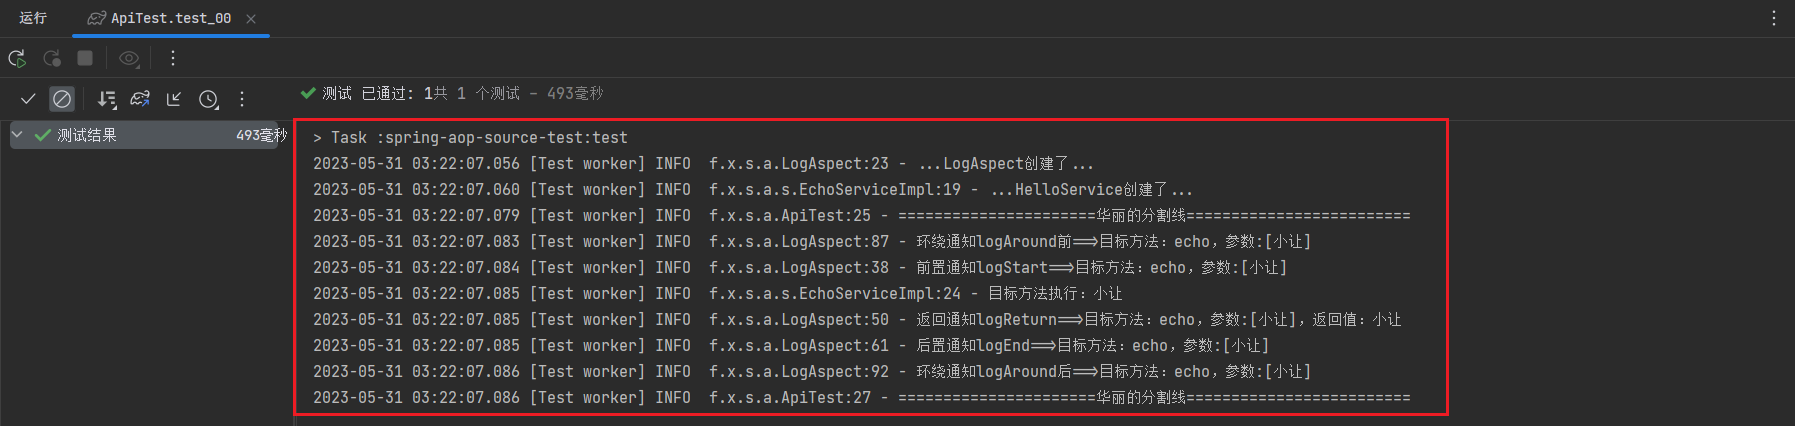 运行 ApiTest.test_00
测试 已通过: 1共 1 个测试 – 493毫秒
测试结果 493毫秒
> Task :spring-aop-source-test:test
2023-05-31 03:22:07.056 [Test worker] INFO  f.x.s.a.LogAspect:23 - ...LogAspect创建了...
2023-05-31 03:22:07.060 [Test worker] INFO  f.x.s.a.s.EchoServiceImpl:19 - ...HelloService创建了...
2023-05-31 03:22:07.079 [Test worker] INFO  f.x.s.a.ApiTest:25 - ======================华丽的分割线=========================
2023-05-31 03:22:07.083 [Test worker] INFO  f.x.s.a.LogAspect:87 - 环绕通知logAround前==>目标方法：echo，参数:[小让]
2023-05-31 03:22:07.084 [Test worker] INFO  f.x.s.a.LogAspect:38 - 前置通知logStart==>目标方法：echo，参数:[小让]
2023-05-31 03:22:07.085 [Test worker] INFO  f.x.s.a.s.EchoServiceImpl:24 - 目标方法执行：小让
2023-05-31 03:22:07.085 [Test worker] INFO  f.x.s.a.LogAspect:50 - 返回通知logReturn==>目标方法：echo，参数:[小让]，返回值：小让
2023-05-31 03:22:07.085 [Test worker] INFO  f.x.s.a.LogAspect:61 - 后置通知logEnd==>目标方法：echo，参数:[小让]
2023-05-31 03:22:07.086 [Test worker] INFO  f.x.s.a.LogAspect:92 - 环绕通知logAround后==>目标方法：echo，参数:[小让]
2023-05-31 03:22:07.086 [Test worker] INFO  f.x.s.a.ApiTest:27 - ======================华丽的分割线=========================